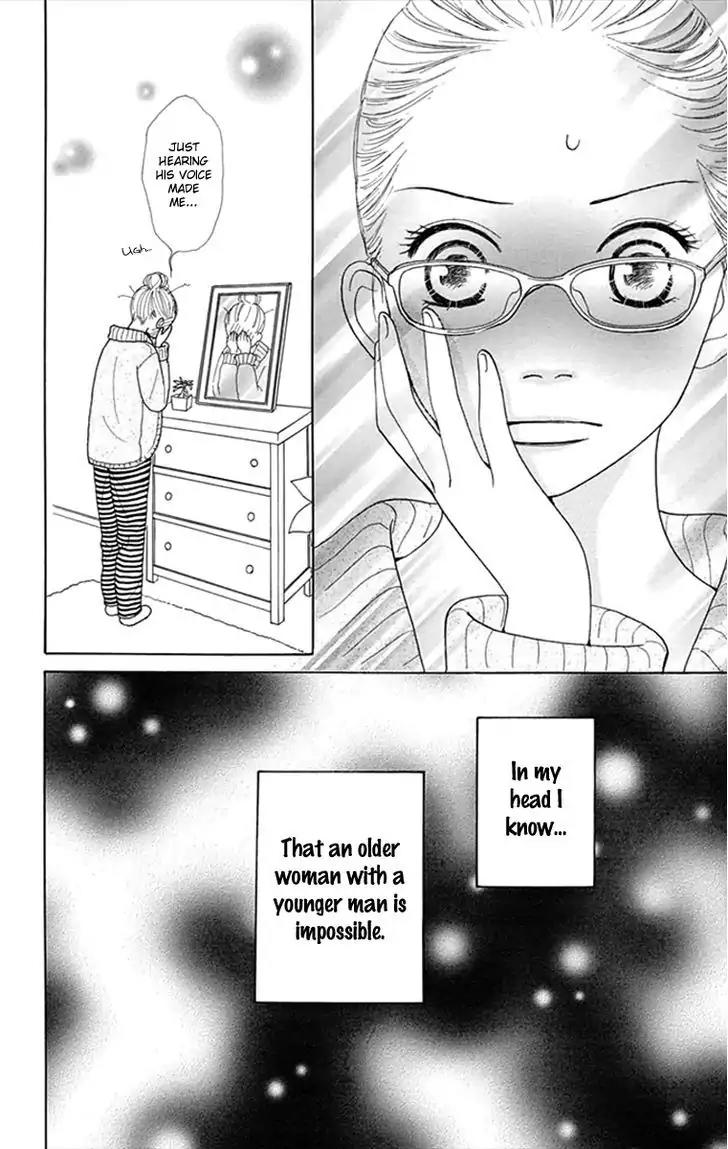 JUST
HEARING
HIS VOICE
MADE
ME...
UGH...
In my
head I
know...
That an older
woman with a
younger man is
impossible.